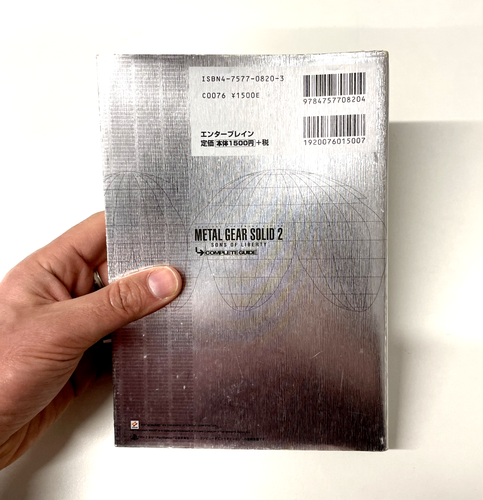 ISBN4-7577-0820-3
C0076 ¥1500E
9784757708204
エンターブレイン
定価 本体1500円 +税
1920076015007
METAL GEAR SOLID 2
SONS OF LIBERTY
COMPLETE GUIDE